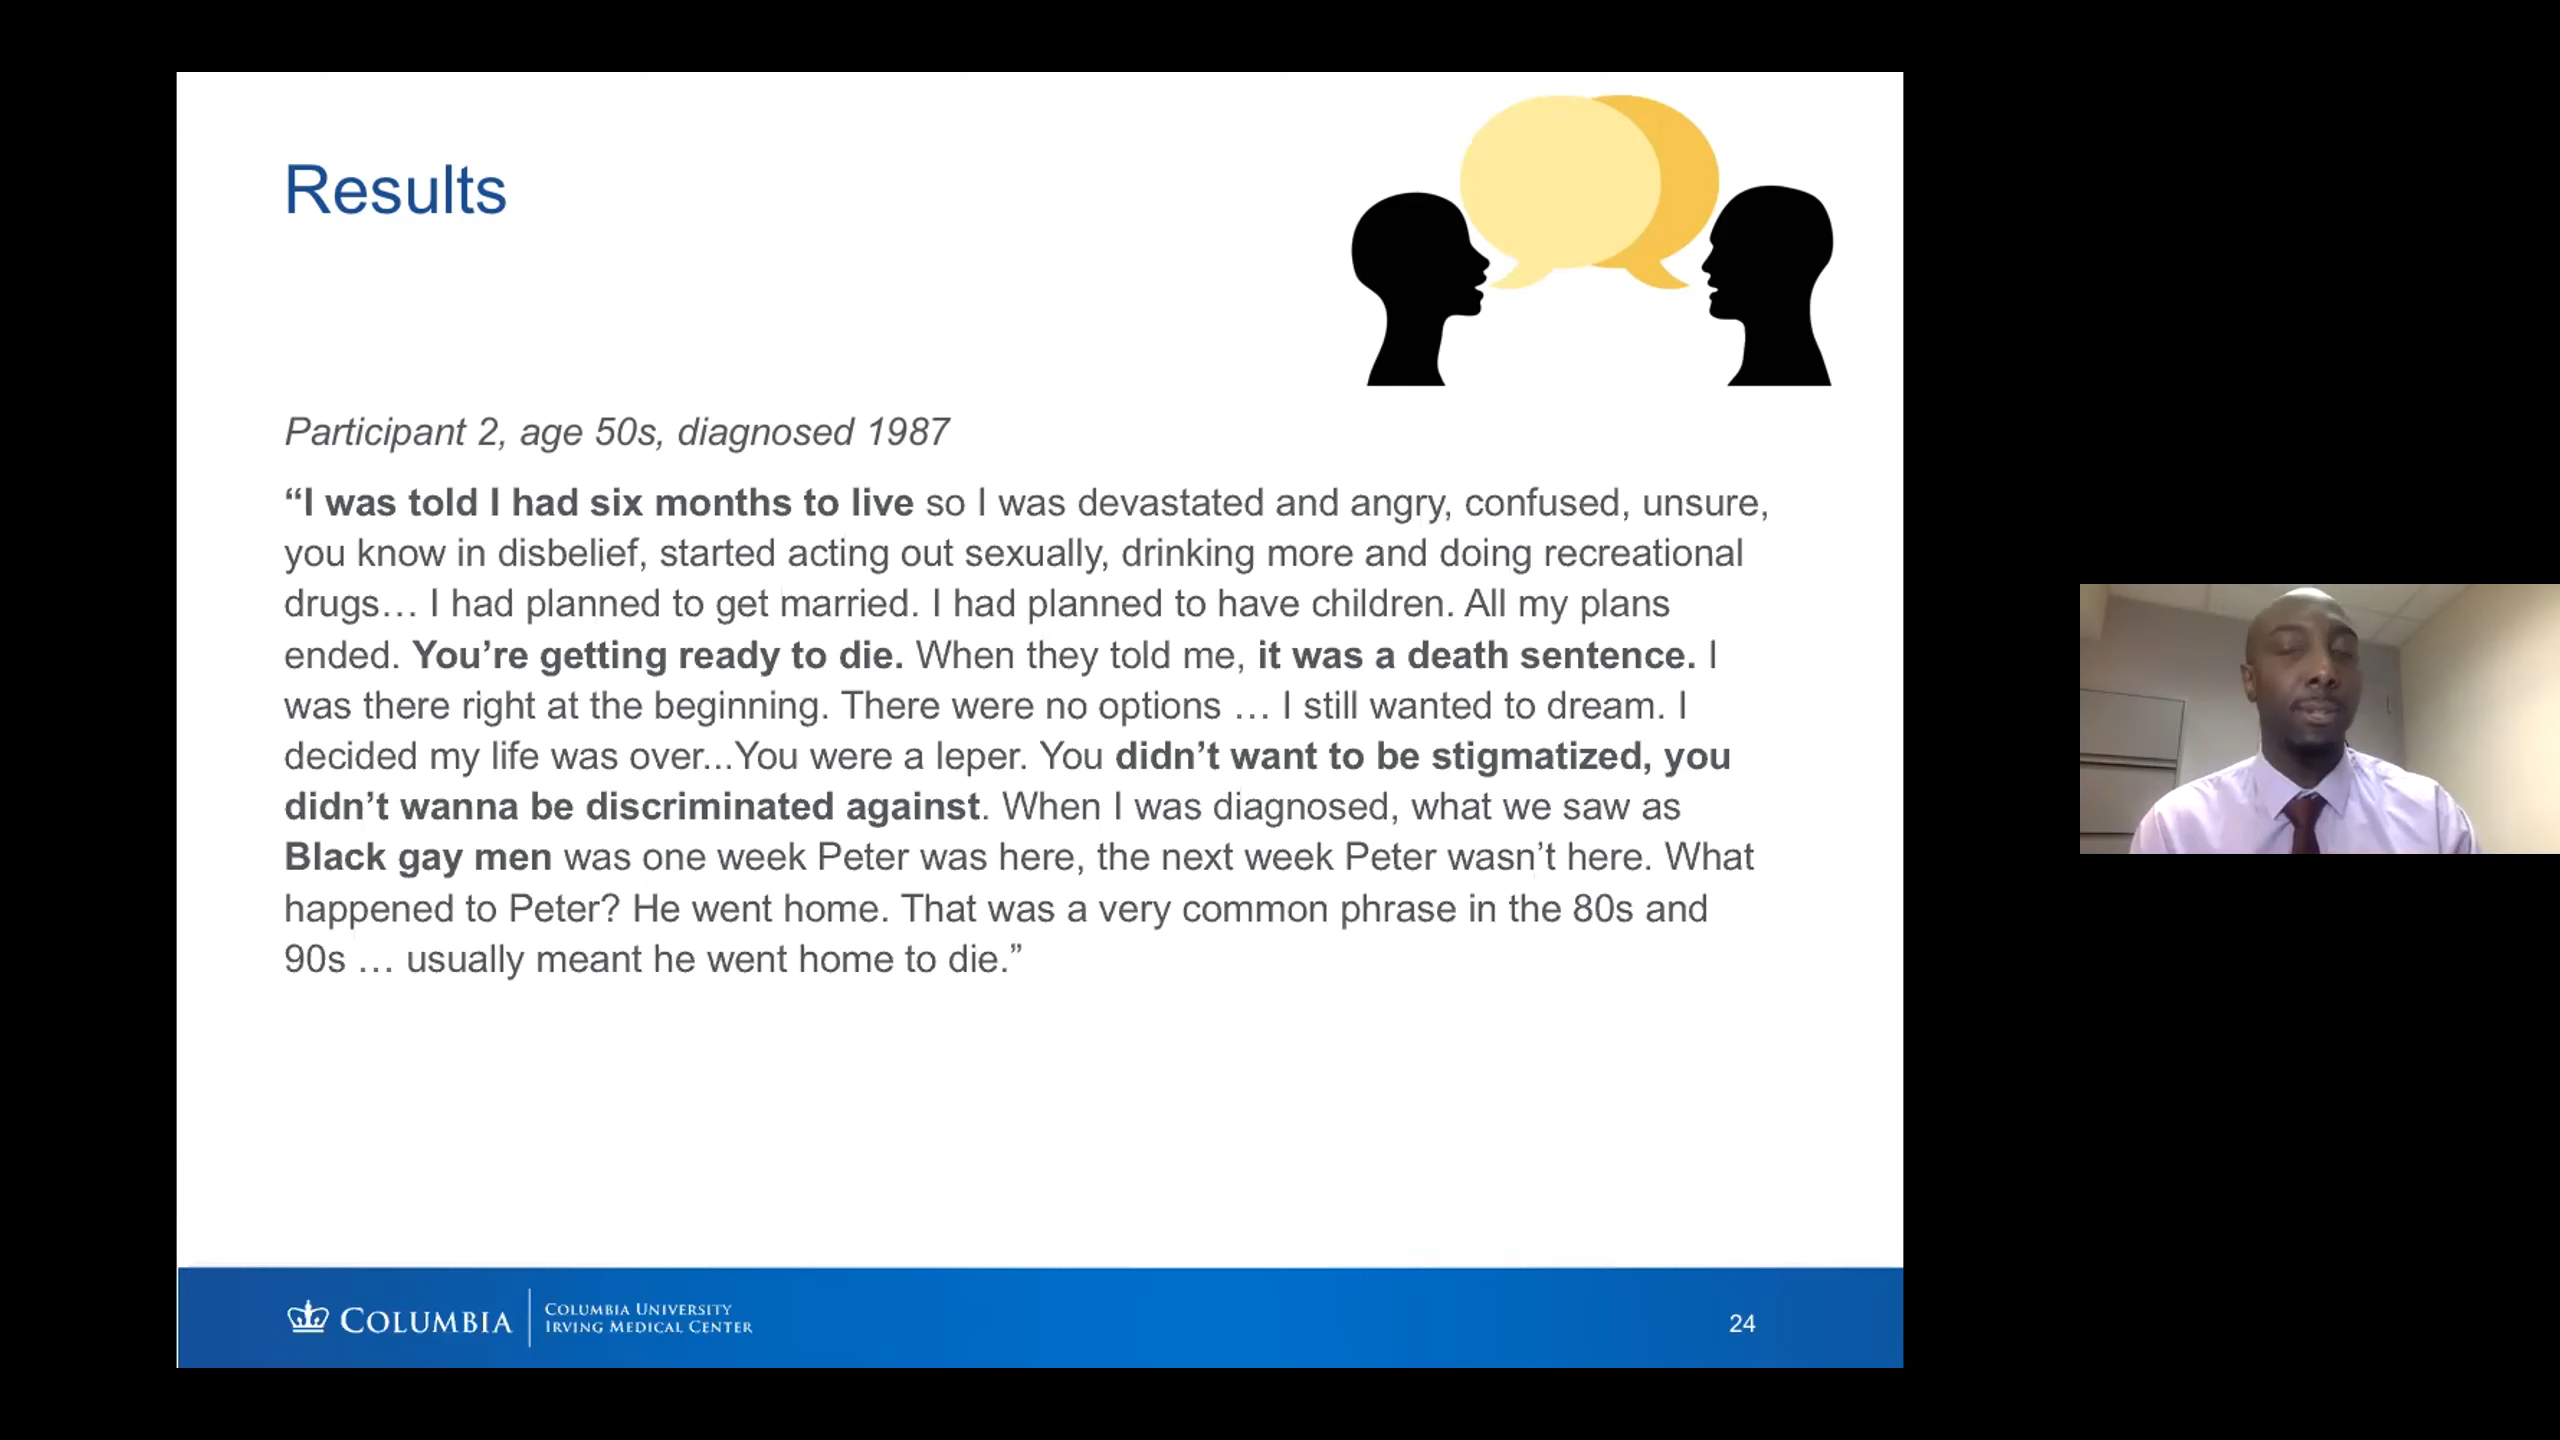 Results
Participant 2, age 50s, diagnosed 1987
“I was told I had six months to live so I was devastated and angry, confused, unsure,
you know in disbelief, started acting out sexually, drinking more and doing recreational
drugs… I had planned to get married. I had planned to have children. All my plans
ended. You’re getting ready to die. When they told me, it was a death sentence. I
was there right at the beginning. There were no options … I still wanted to dream. I
decided my life was over...You were a leper. You didn’t want to be stigmatized, you
didn’t wanna be discriminated against. When I was diagnosed, what we saw as
Black gay men was one week Peter was here, the next week Peter wasn’t here. What
happened to Peter? He went home. That was a very common phrase in the 80s and
90s … usually meant he went home to die.”
COLUMBIA
COLUMBIA UNIVERSITY
IRVING MEDICAL CENTER
24